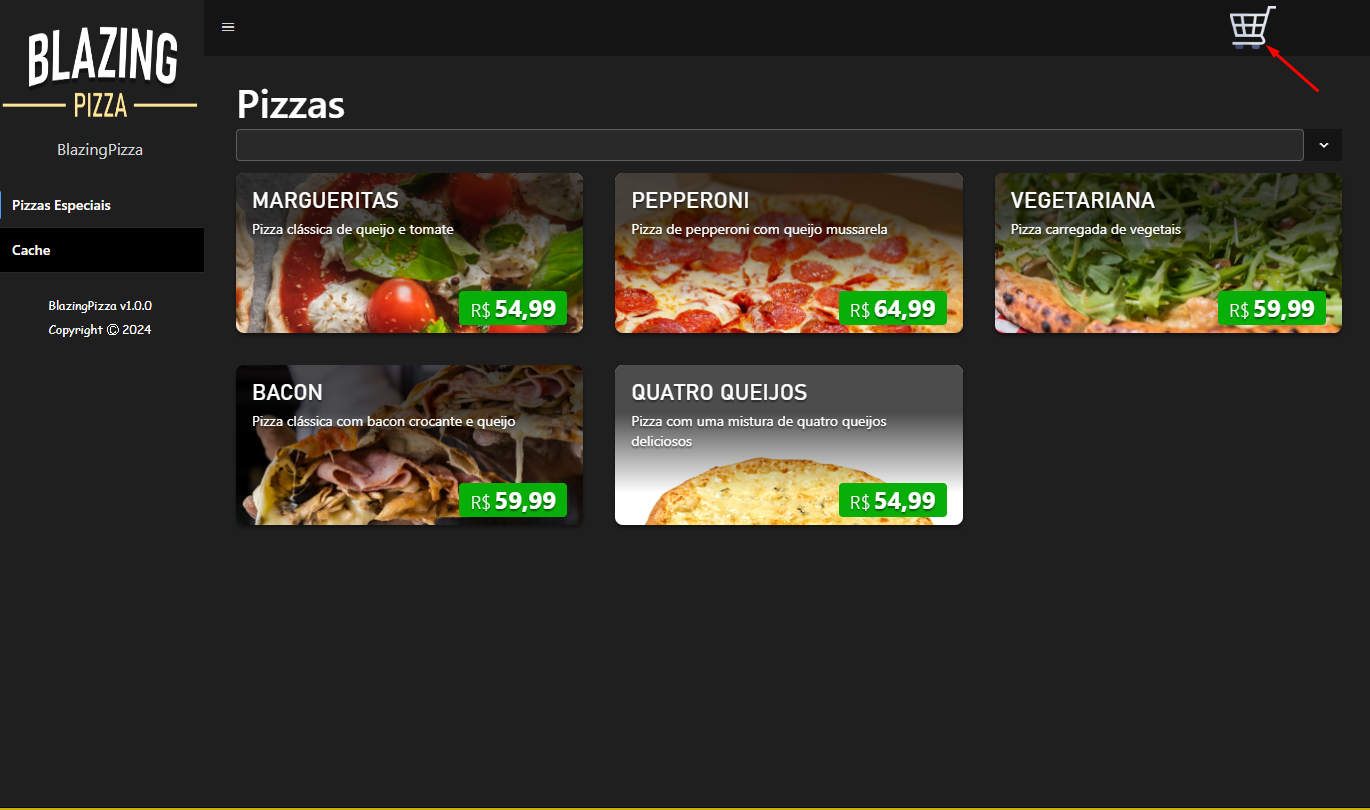 BLAZING
PIZZA
BlazingPizza
Pizzas Especiais
Cache
BlazingPizza v1.0.0
Copyright © 2024
Pizzas
MARGUERITAS
Pizza clássica de queijo e tomate
R$ 54,99
PEPPERONI
Pizza de pepperoni com queijo mussarela
R$ 64,99
VEGETARIANA
Pizza carregada de vegetais
R$ 59,99
BACON
Pizza clássica com bacon crocante e queijo
R$ 59,99
QUATRO QUEIJOS
Pizza com uma mistura de quatro queijos
deliciosos
R$ 54,99